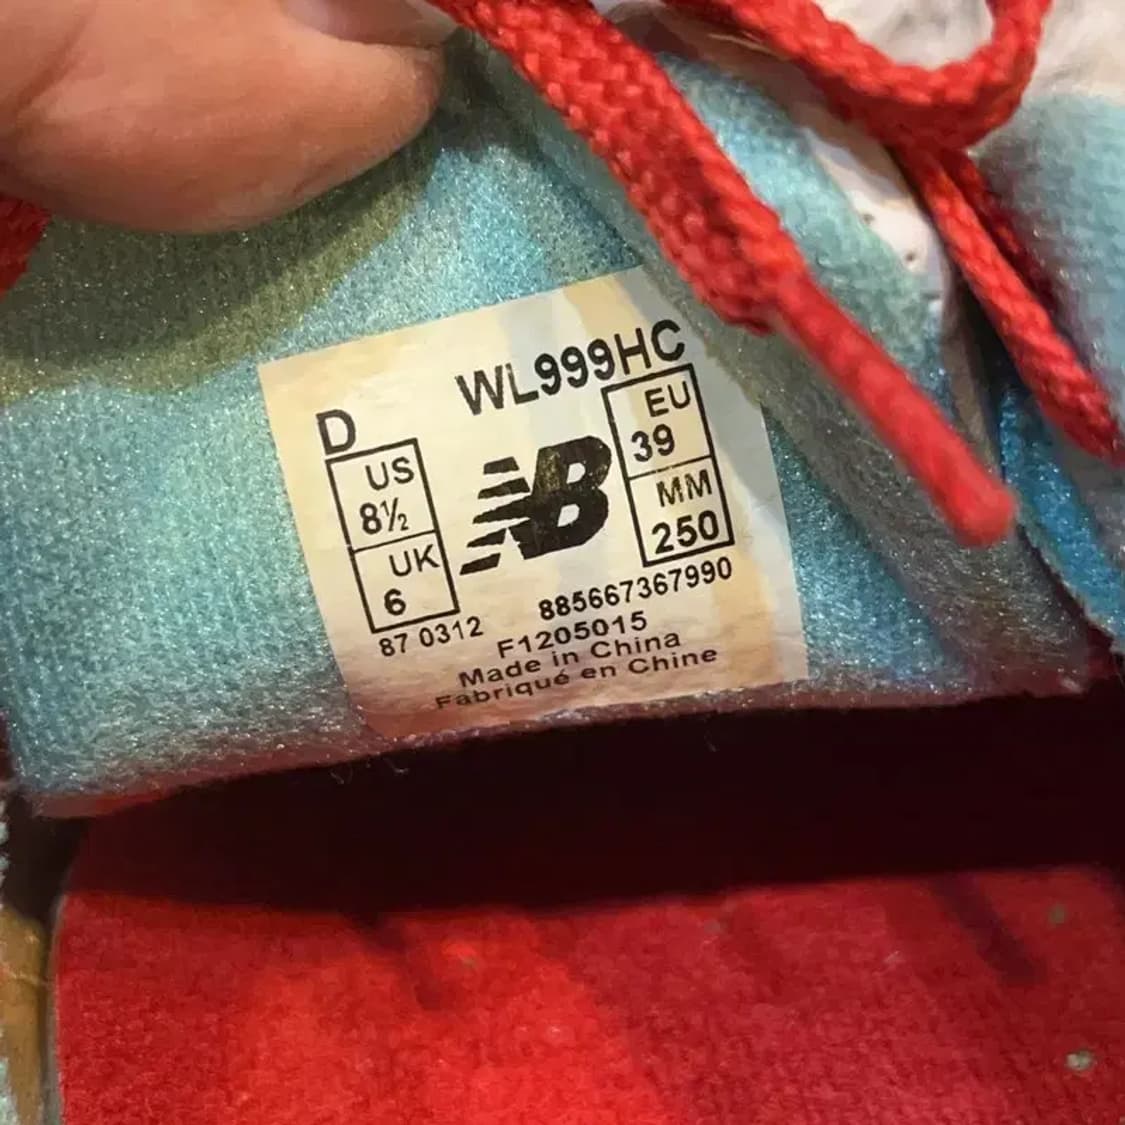 WL999HC
D
US
8½
UK
6
NB
EU
39
MM
250
87 0312
885667367990
F1205015
Made in China
Fabriqué en Chine